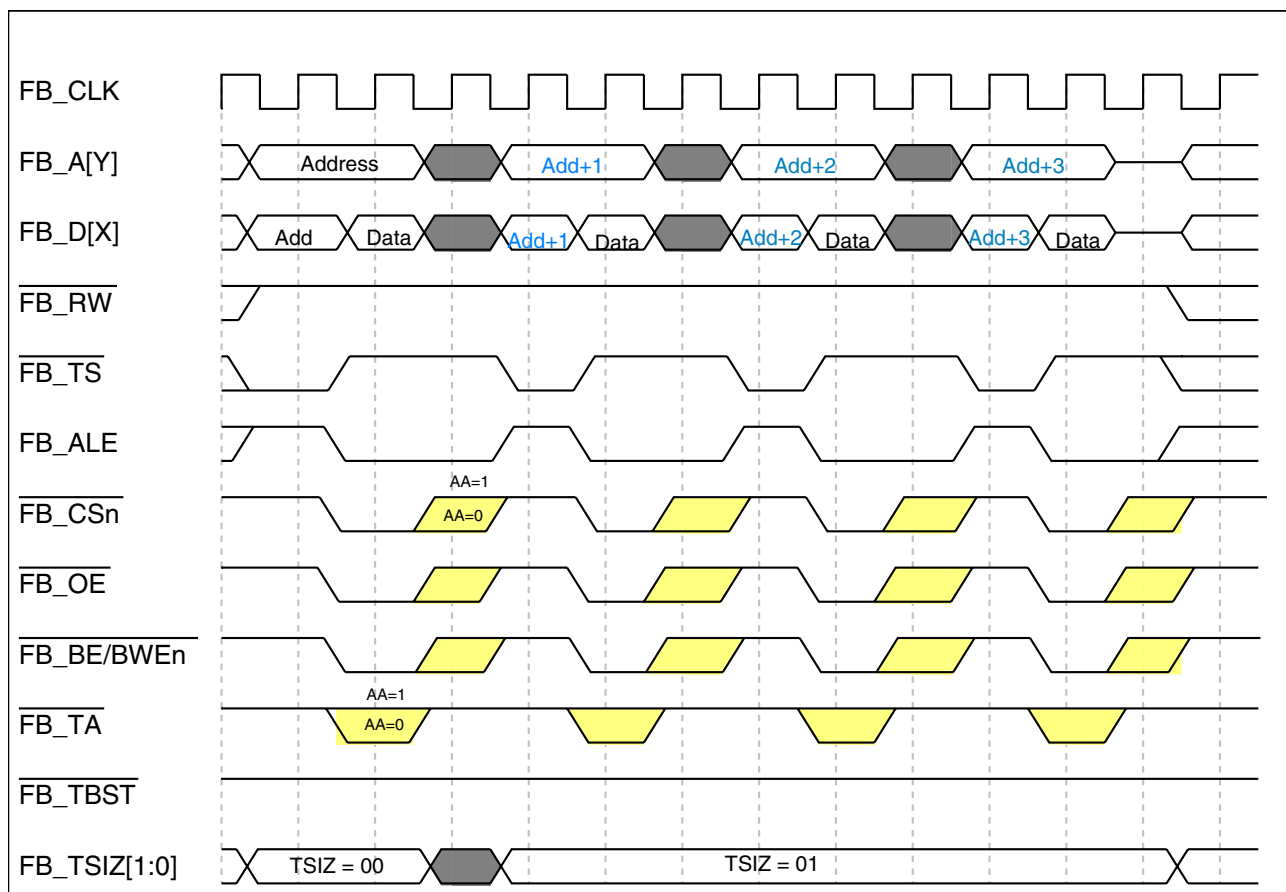 FB_CLK
FB_A[Y] Address Add+1 Add+2 Add+3
FB_D[X] Add Data Add+1 Data Add+2 Data Add+3 Data
FB_RW
FB_TS
FB_ALE
AA=1
FB_CSn AA=0
FB_OE
FB_BE/BWEn
AA=1
FB_TA AA=0
FB_TBST
FB_TSIZ[1:0] TSIZ = 00 TSIZ = 01